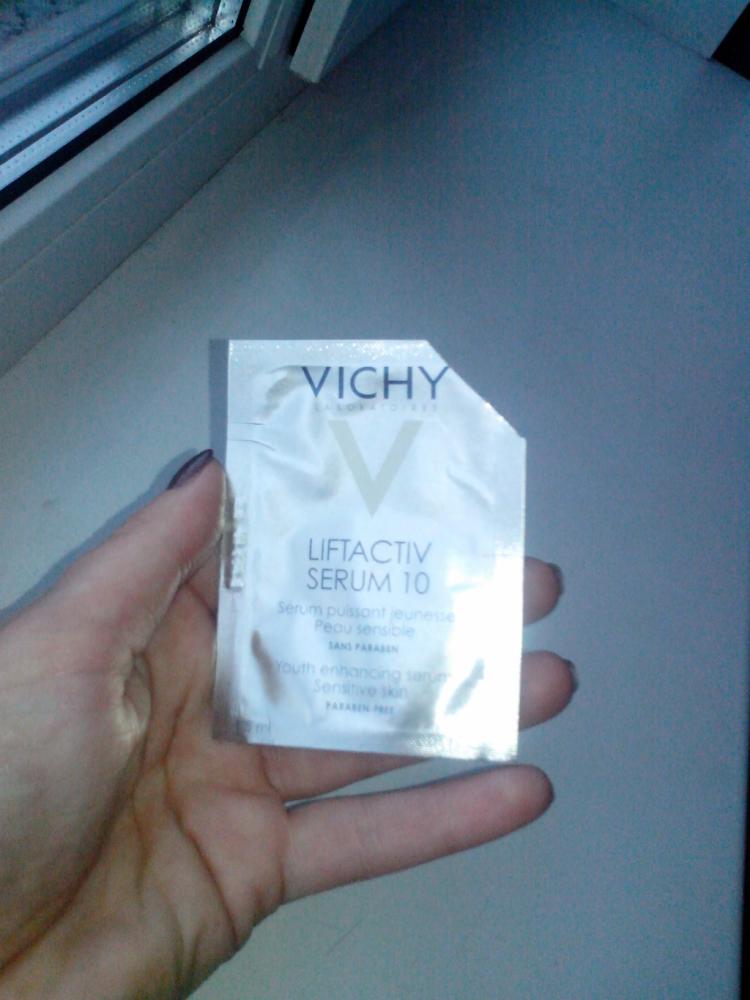 VICHY
LABORATOIRES
V
LIFTACTIV
SERUM 10
Sérum puissant jeunesse
Peau sensible
SANS PARABEN
Youth enhancing serum
Sensitive skin
PARABEN FREE
ml